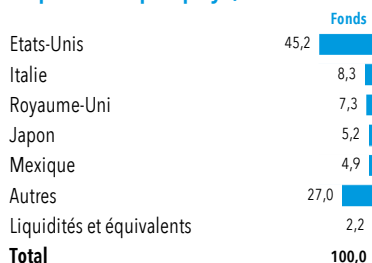 Fonds
Etats-Unis 45,2
Italie 8,3
Royaume-Uni 7,3
Japon 5,2
Mexique 4,9
Autres 27,0
Liquidités et équivalents 2,2
Total 100,0